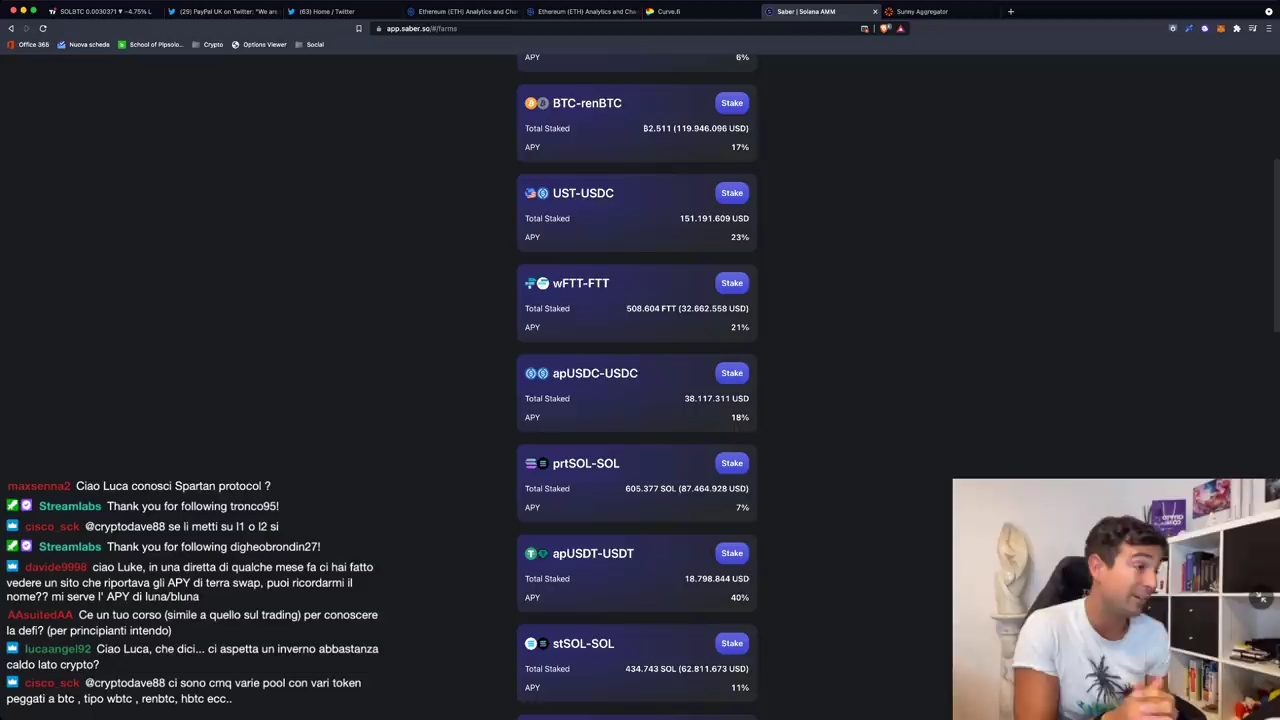 SOLBTC 0.0030371 ▼ −4.75% L
(29) PayPal UK on Twitter: "We are
(63) Home / Twitter
Ethereum (ETH) Analytics and Cha
Ethereum (ETH) Analytics and Cha
Curve.fi
Saber | Solana AMM
Sunny Aggregator
app.saber.so/#/farms
Office 365
Nuova scheda
School of Pipsolo...
Crypto
Options Viewer
Social
APY
6%
BTC-renBTC
Stake
Total Staked
₿2.511 (119.946.096 USD)
APY
17%
UST-USDC
Stake
Total Staked
151.191.609 USD
APY
23%
wFTT-FTT
Stake
Total Staked
508.604 FTT (32.662.558 USD)
APY
21%
apUSDC-USDC
Stake
Total Staked
38.117.311 USD
APY
18%
prtSOL-SOL
Stake
Total Staked
605.377 SOL (87.464.928 USD)
APY
7%
apUSDT-USDT
Stake
Total Staked
18.798.844 USD
APY
40%
stSOL-SOL
Stake
Total Staked
434.743 SOL (62.811.673 USD)
APY
11%
maxsenna2 Ciao Luca conosci Spartan protocol ?
Streamlabs Thank you for following tronco95!
cisco_sck @cryptodave88 se li metti su l1 o l2 si
Streamlabs Thank you for following digheobrondin27!
davide9998 ciao Luke, in una diretta di qualche mese fa ci hai fatto
vedere un sito che riportava gli APY di terra swap, puoi ricordarmi il
nome?? mi serve l' APY di luna/bluna
AAsuitedAA Ce un tuo corso (simile a quello sul trading) per conoscere
la defi? (per principianti intendo)
lucaangel92 Ciao Luca, che dici... ci aspetta un inverno abbastanza
caldo lato crypto?
cisco_sck @cryptodave88 ci sono cmq varie pool con vari token
peggati a btc , tipo wbtc , renbtc, hbtc ecc..